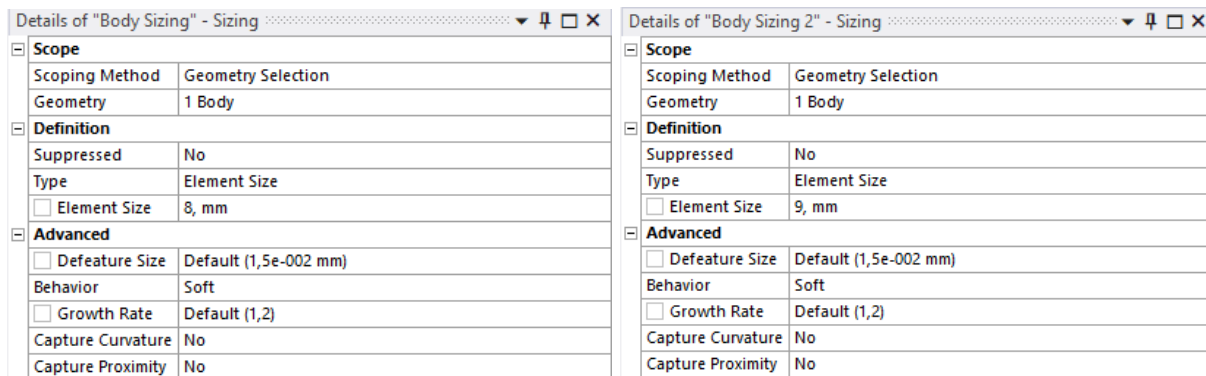 Details of "Body Sizing" - Sizing
Scope
Scoping Method Geometry Selection
Geometry 1 Body
Definition
Suppressed No
Type Element Size
Element Size 8, mm
Advanced
Defeature Size Default (1,5e-002 mm)
Behavior Soft
Growth Rate Default (1,2)
Capture Curvature No
Capture Proximity No
Details of "Body Sizing 2" - Sizing
Scope
Scoping Method Geometry Selection
Geometry 1 Body
Definition
Suppressed No
Type Element Size
Element Size 9, mm
Advanced
Defeature Size Default (1,5e-002 mm)
Behavior Soft
Growth Rate Default (1,2)
Capture Curvature No
Capture Proximity No